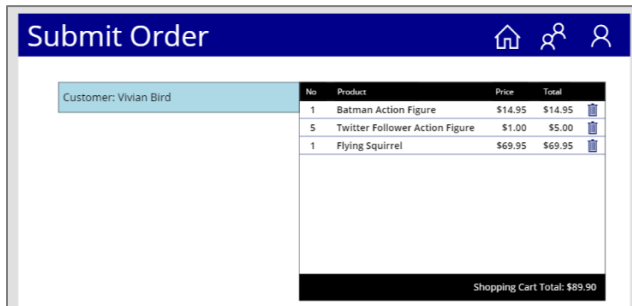 Submit Order
Customer: Vivian Bird
No Product Price Total
1 Batman Action Figure $14.95 $14.95
5 Twitter Follower Action Figure $1.00 $5.00
1 Flying Squirrel $69.95 $69.95
Shopping Cart Total: $89.90